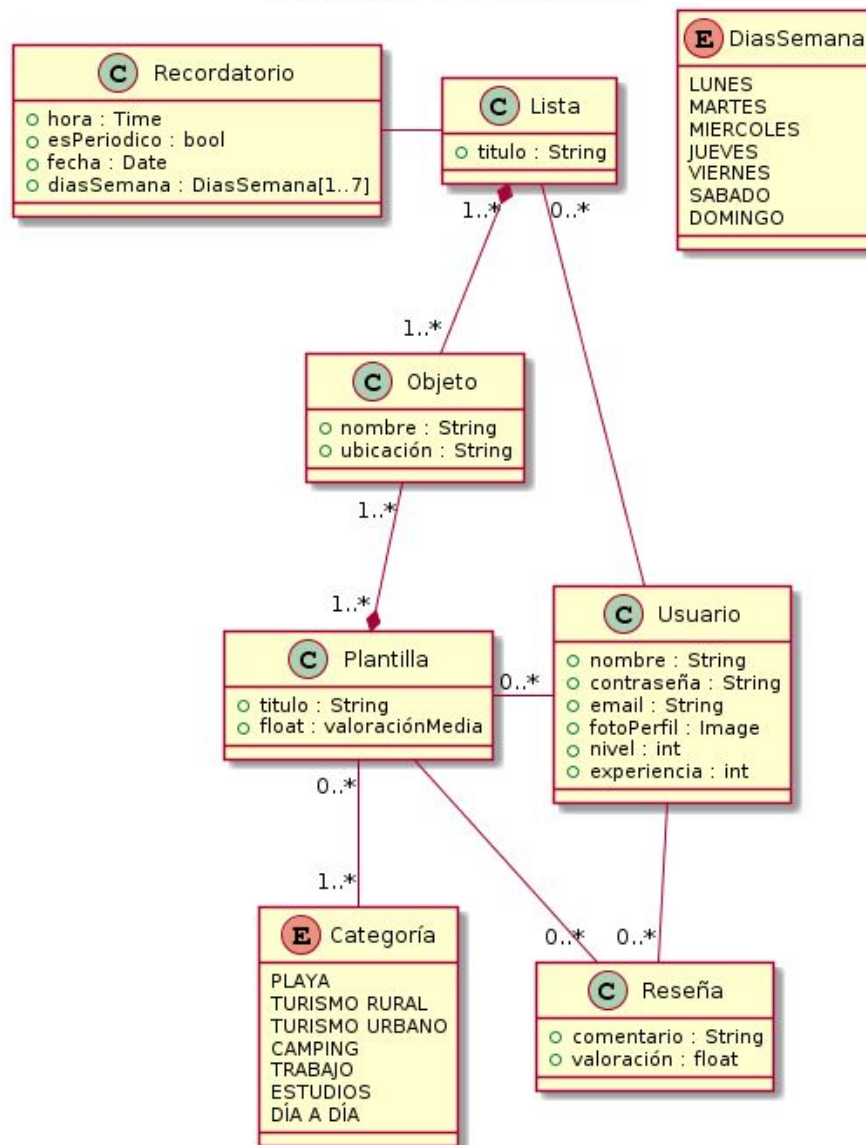 C Recordatorio
hora : Time
esPeriodico : bool
fecha : Date
diasSemana : DiasSemana[1..7]
C Lista
titulo : String
E DiasSemana
LUNES
MARTES
MIERCOLES
JUEVES
VIERNES
SABADO
DOMINGO
1..*
0..*
1..*
C Objeto
nombre : String
ubicación : String
1..*
1..*
C Plantilla
titulo : String
float : valoraciónMedia
0..*
C Usuario
nombre : String
contraseña : String
email : String
fotoPerfil : Image
nivel : int
experiencia : int
0..*
1..*
0..*
0..*
E Categoría
PLAYA
TURISMO RURAL
TURISMO URBANO
CAMPING
TRABAJO
ESTUDIOS
DÍA A DÍA
C Reseña
comentario : String
valoración : float